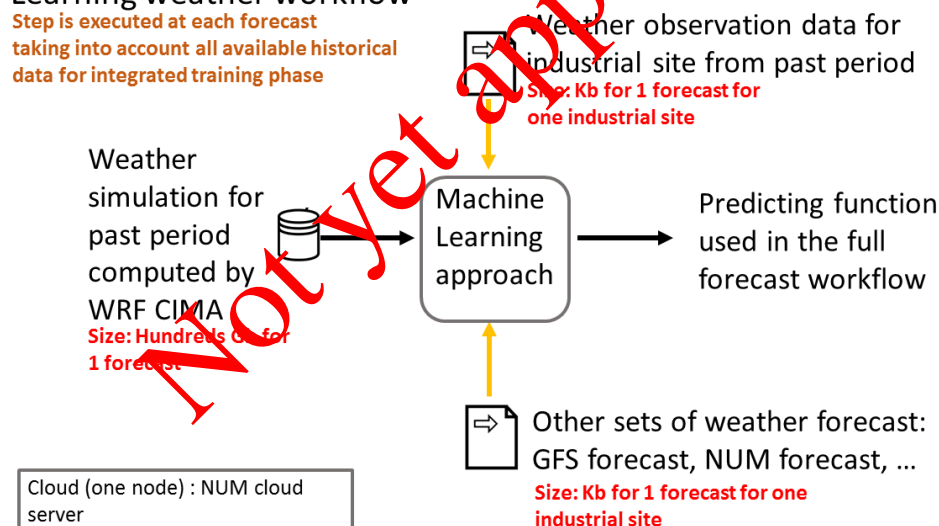 Learning weather workflow
Step is executed at each forecast
taking into account all available historical
data for integrated training phase
Weather observation data for
industrial site from past period
Size: Kb for 1 forecast for
one industrial site
Weather
simulation for
past period
computed by
WRF CIMA
Size: Hundreds Gb for
1 forecast
Machine
Learning
approach
Predicting function
used in the full
forecast workflow
Other sets of weather forecast:
GFS forecast, NUM forecast, ...
Size: Kb for 1 forecast for one
industrial site
Cloud (one node) : NUM cloud
server
Not yet app